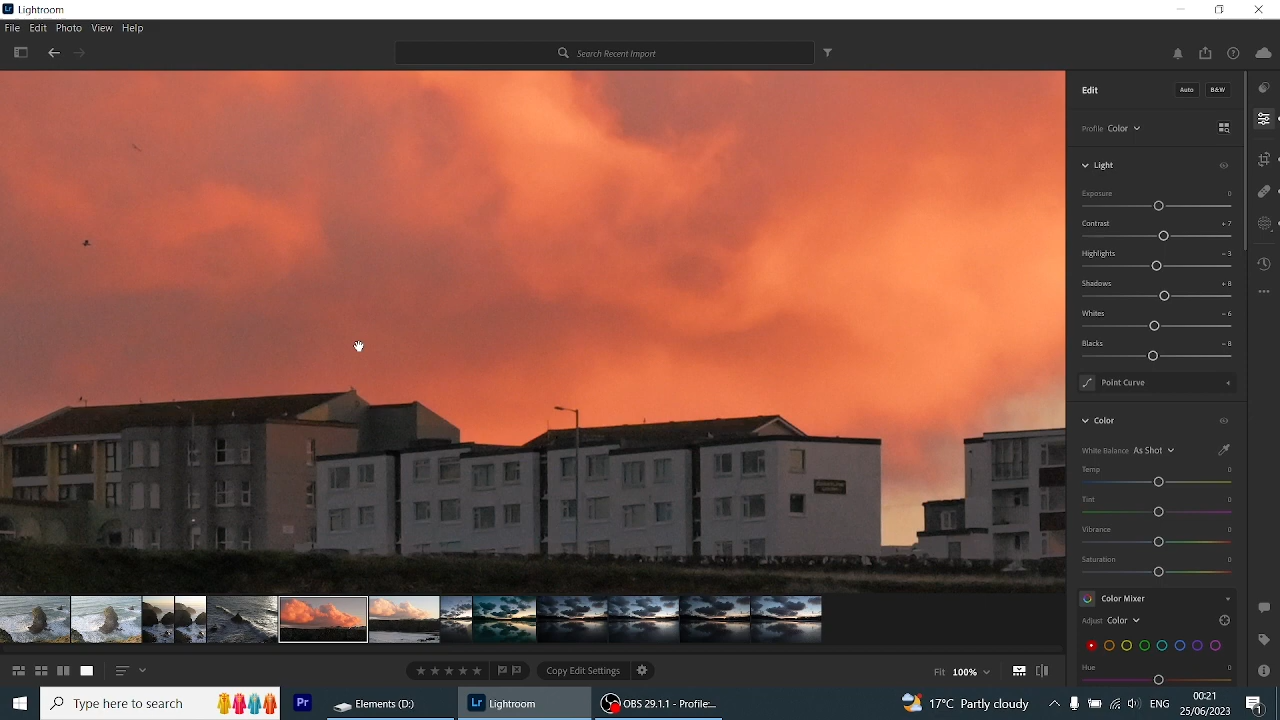 Lr Lightroom
File Edit Photo View Help
Search Recent Import
Edit Auto B&W
Profile Color
Light
Exposure 0
Contrast + 7
Highlights – 3
Shadows + 8
Whites – 6
Blacks – 8
Point Curve
Color
White Balance As Shot
Temp 0
Tint 0
Vibrance 0
Saturation 0
Color Mixer
Adjust Color
Hue 0
Copy Edit Settings
Fit 100%
Type here to search
Pr
Elements (D:)
Lr Lightroom
OBS 29.1.1 - Profile:...
17°C Partly cloudy
ENG
00:21
25/06/2023